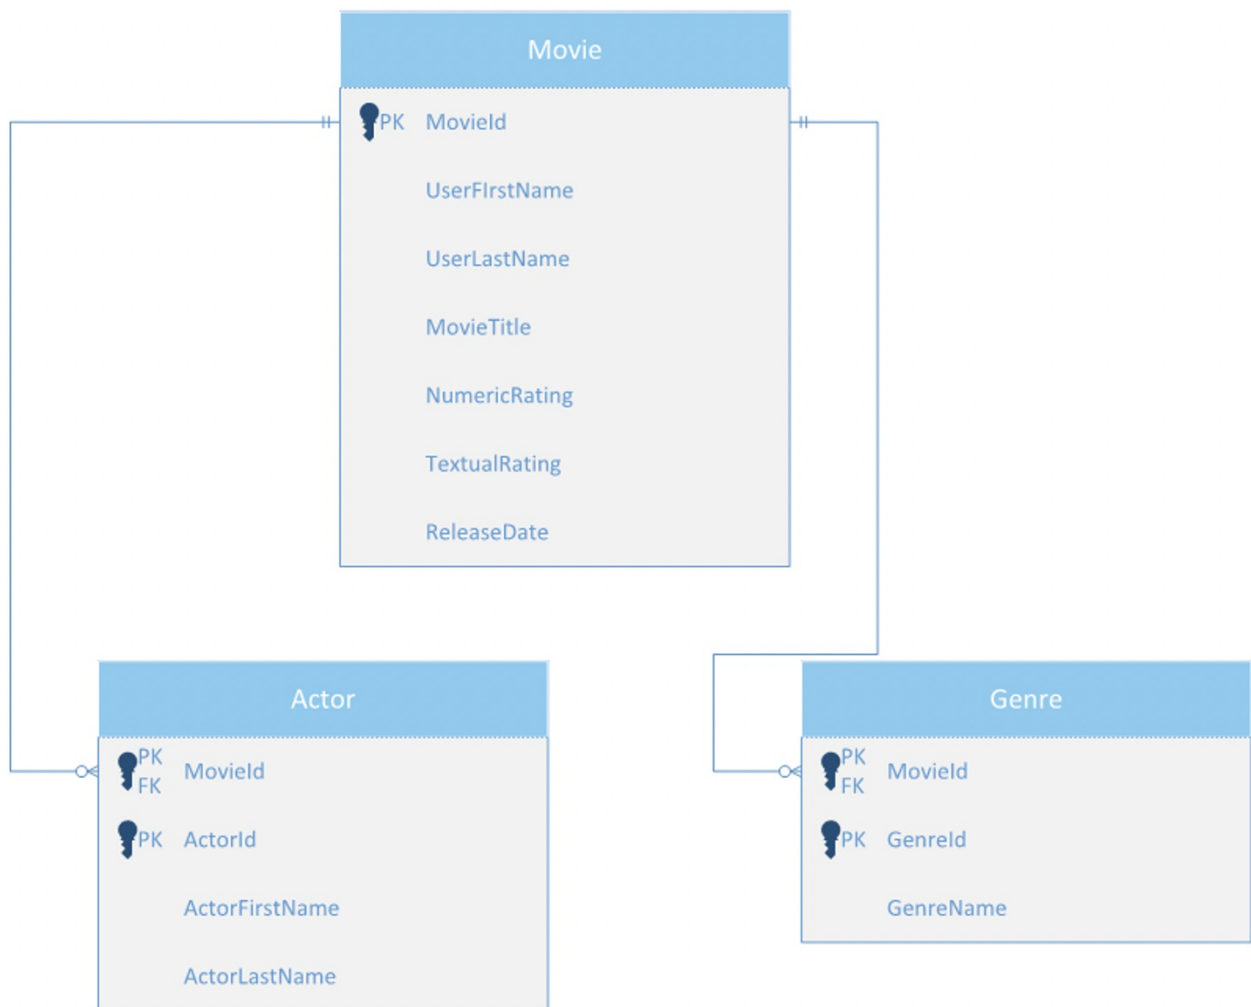 Movie
PK MovieId
UserFIrstName
UserLastName
MovieTitle
NumericRating
TextualRating
ReleaseDate
Actor
PK
FK
MovieId
PK ActorId
ActorFirstName
ActorLastName
Genre
PK
FK
MovieId
PK GenreId
GenreName